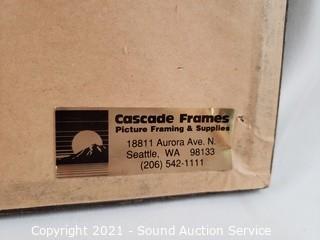 Cascade Frames
Picture Framing & Supplies
18811 Aurora Ave. N.
Seattle, WA 98133
(206) 542-1111
Copyright 2021 - Sound Auction Service